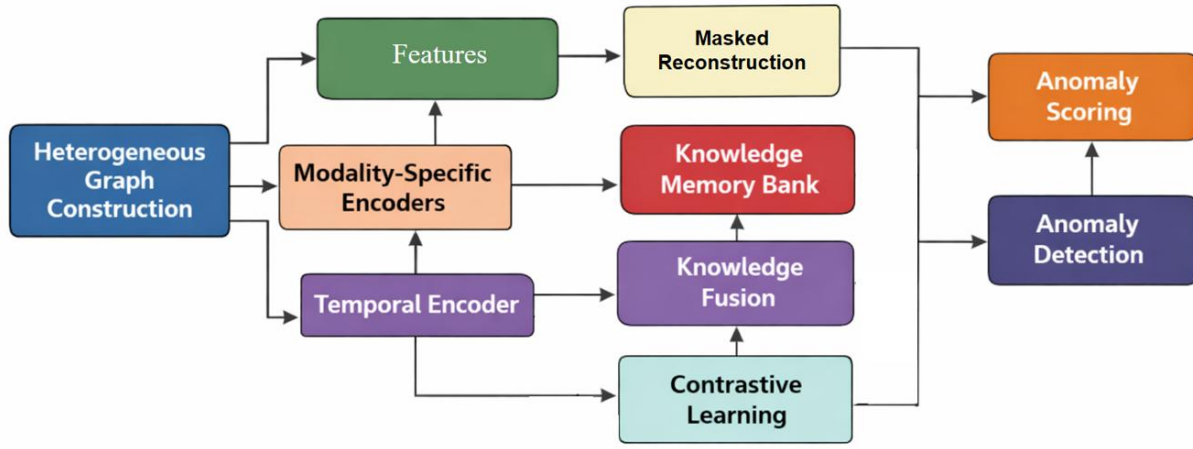 Features
Masked
Reconstruction
Anomaly
Scoring
Heterogeneous
Graph
Construction
Modality-Specific
Encoders
Knowledge
Memory Bank
Anomaly
Detection
Temporal Encoder
Knowledge
Fusion
Contrastive
Learning